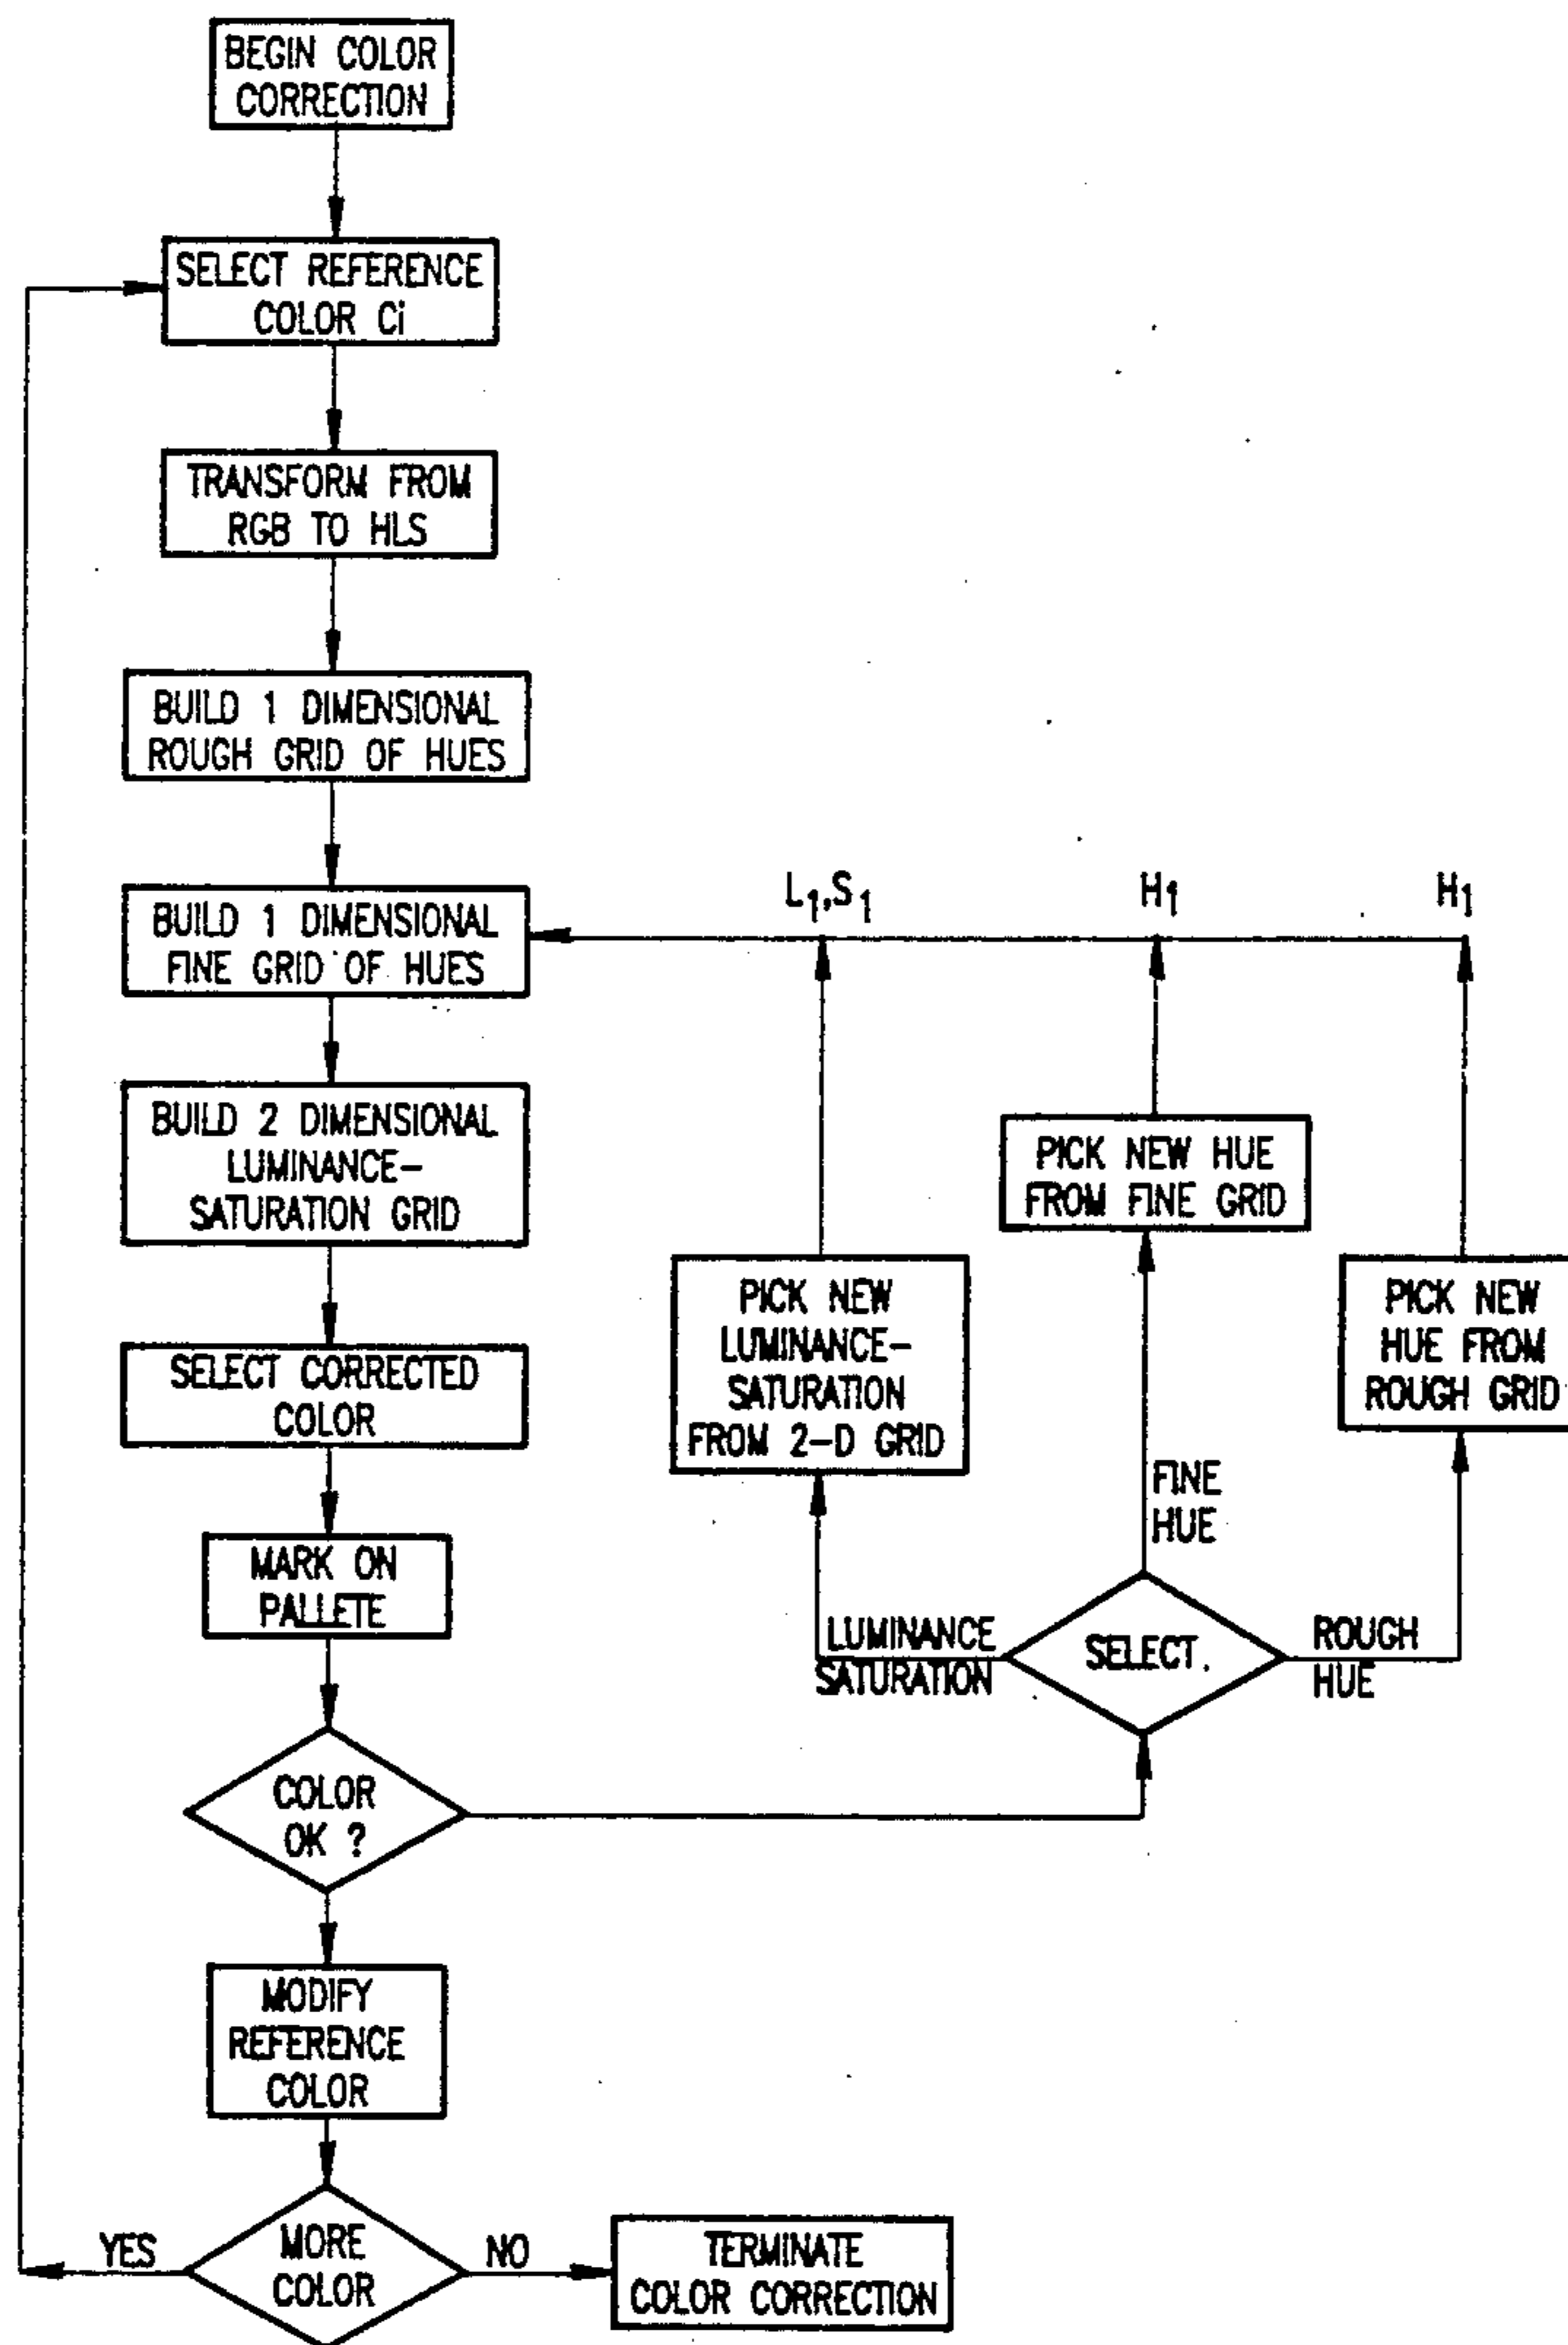 BEGIN COLOR
CORRECTION
SELECT REFERENCE
COLOR Ci
TRANSFORM FROM
RGB TO HLS
BUILD 1 DIMENSIONAL
ROUGH GRID OF HUES
BUILD 1 DIMENSIONAL
FINE GRID OF HUES
L1,S1
H1
H1
BUILD 2 DIMENSIONAL
LUMINANCE-
SATURATION GRID
PICK NEW HUE
FROM FINE GRID
PICK NEW
LUMINANCE-
SATURATION
FROM 2-D GRID
PICK NEW
HUE FROM
ROUGH GRID
SELECT CORRECTED
COLOR
FINE
HUE
MARK ON
PALLETE
LUMINANCE
SATURATION
SELECT
ROUGH
HUE
COLOR
OK ?
MODIFY
REFERENCE
COLOR
YES
MORE
COLOR
NO
TERMINATE
COLOR CORRECTION